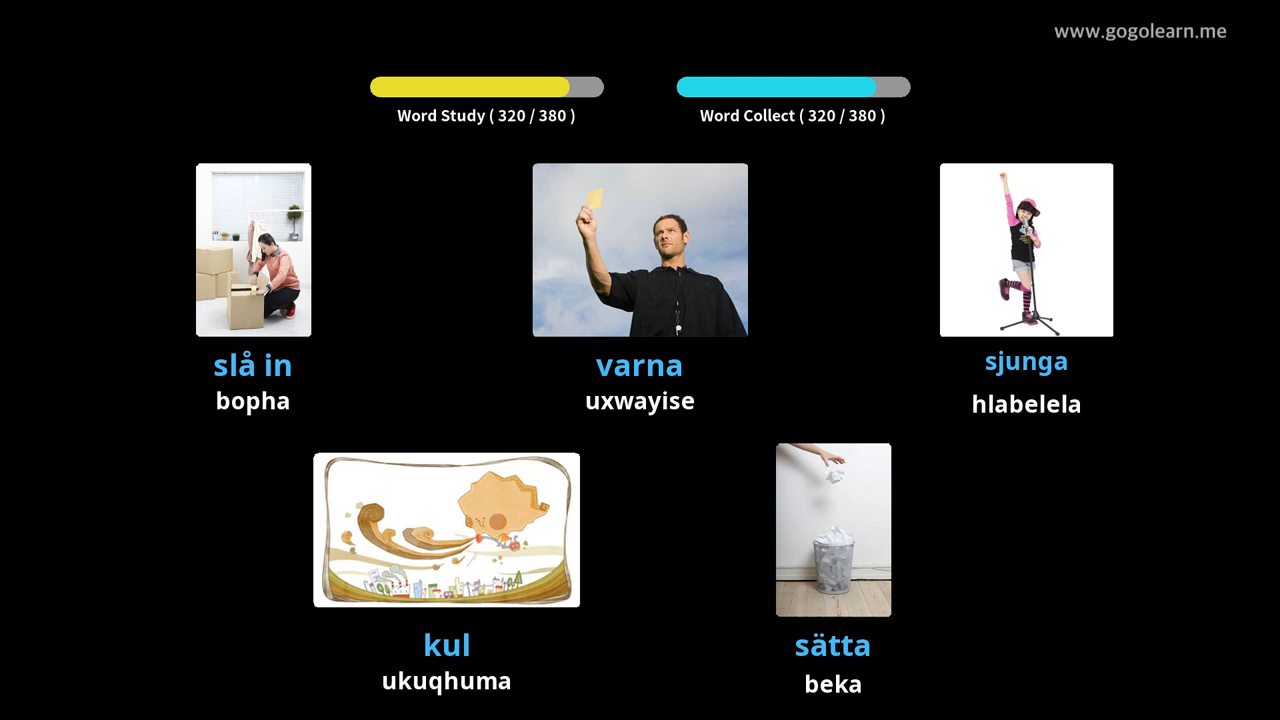 www.gogolearn.me
Word Study ( 320 / 380 )
Word Collect ( 320 / 380 )
slå in
bopha
varna
uxwayise
sjunga
hlabelela
kul
ukuqhuma
sätta
beka